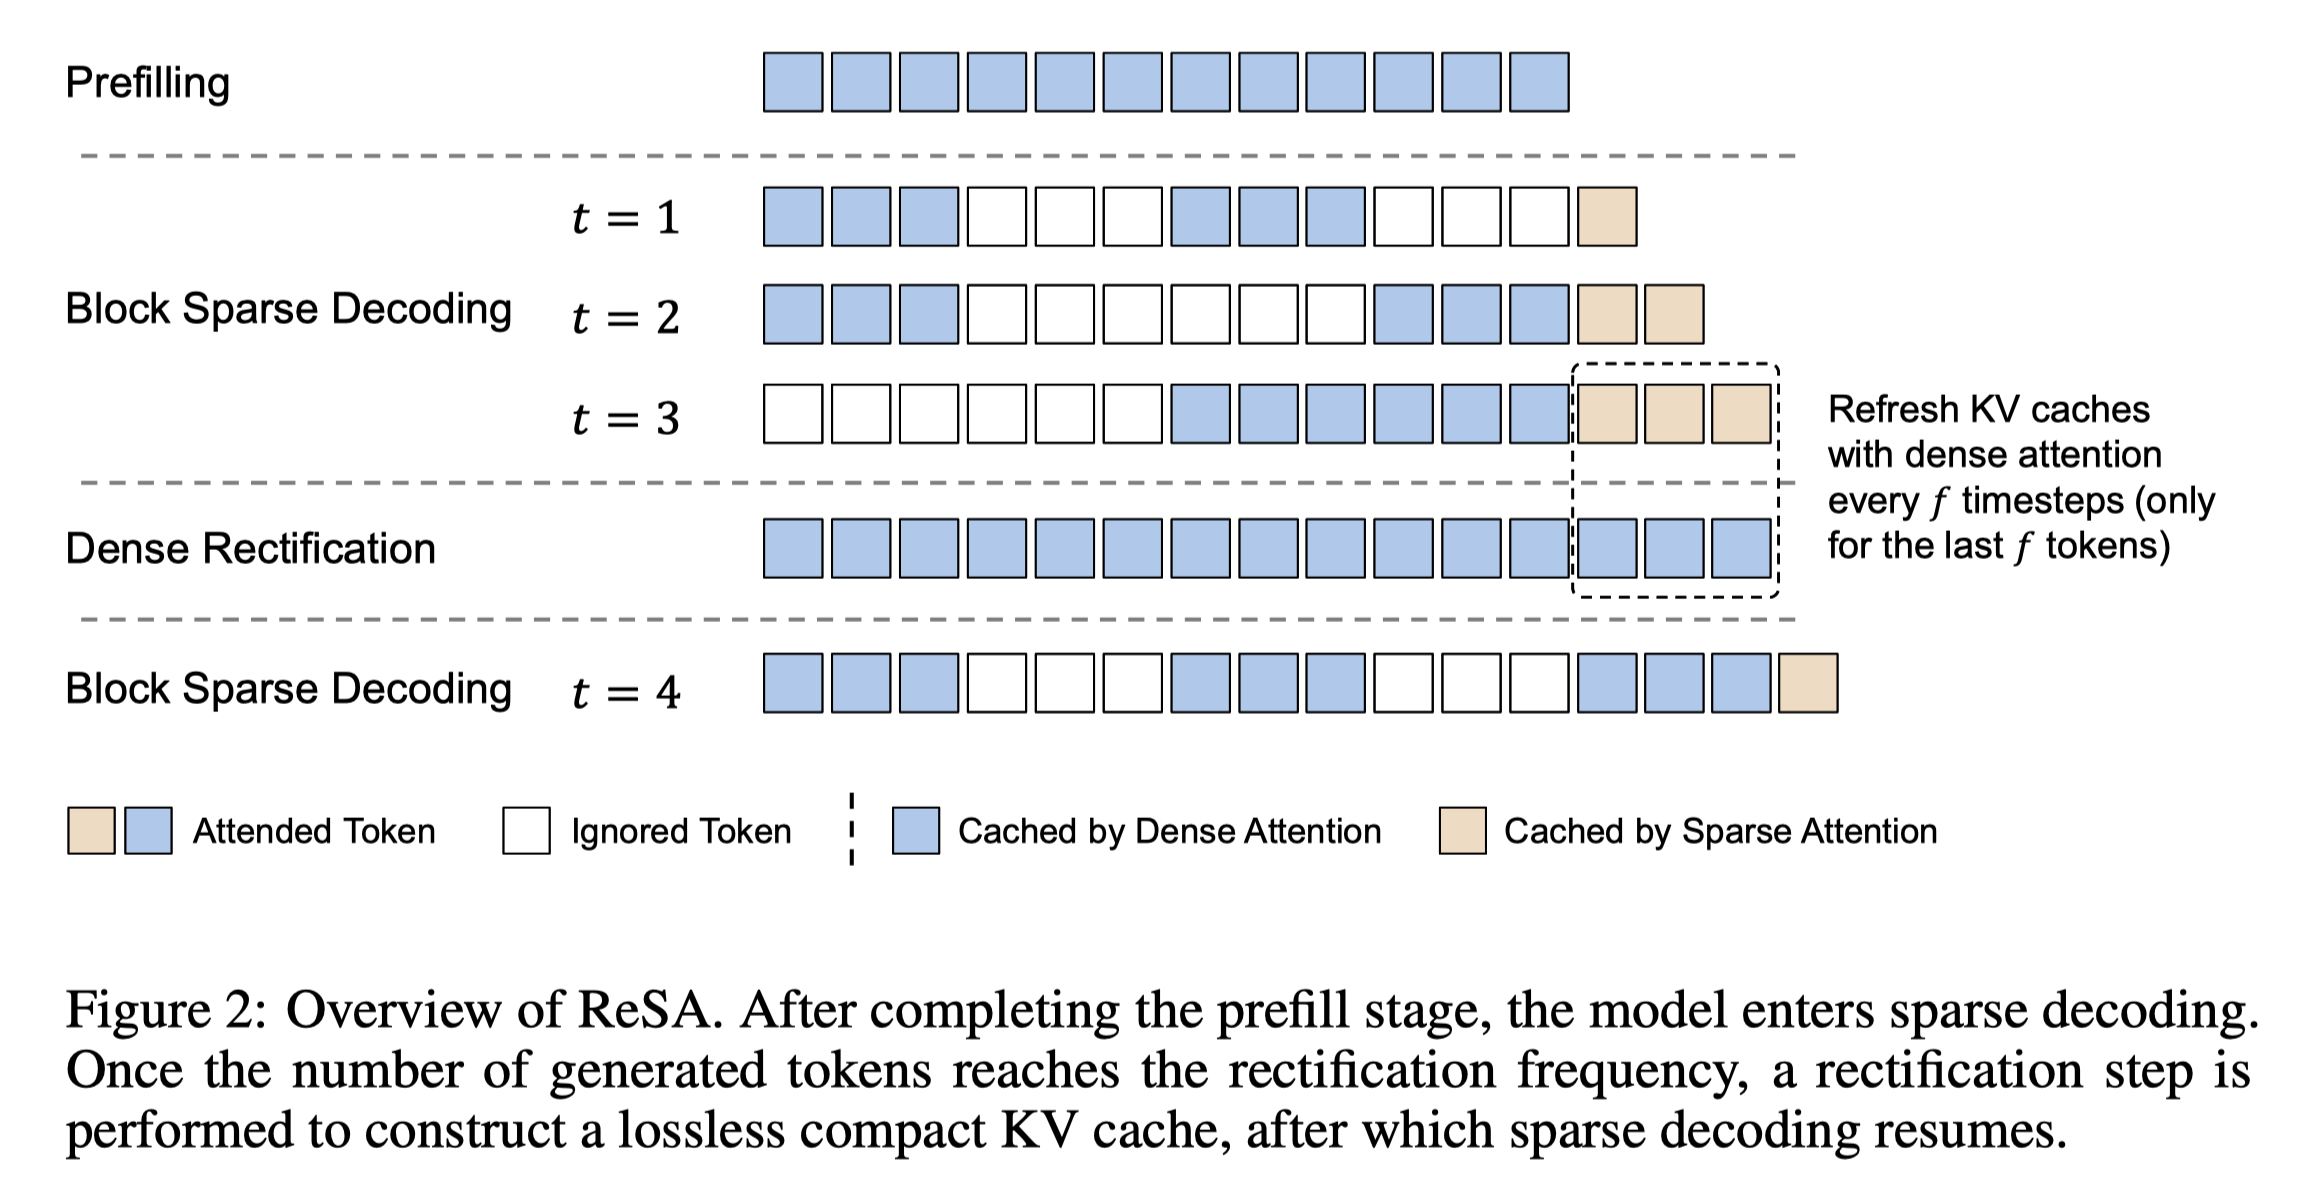 Prefilling
t = 1
Block Sparse Decoding t = 2
t = 3
Refresh KV caches
with dense attention
every f timesteps (only
for the last f tokens)
Dense Rectification
Block Sparse Decoding t = 4
Attended Token Ignored Token Cached by Dense Attention Cached by Sparse Attention
Figure 2: Overview of ReSA. After completing the prefill stage, the model enters sparse decoding.
Once the number of generated tokens reaches the rectification frequency, a rectification step is
performed to construct a lossless compact KV cache, after which sparse decoding resumes.